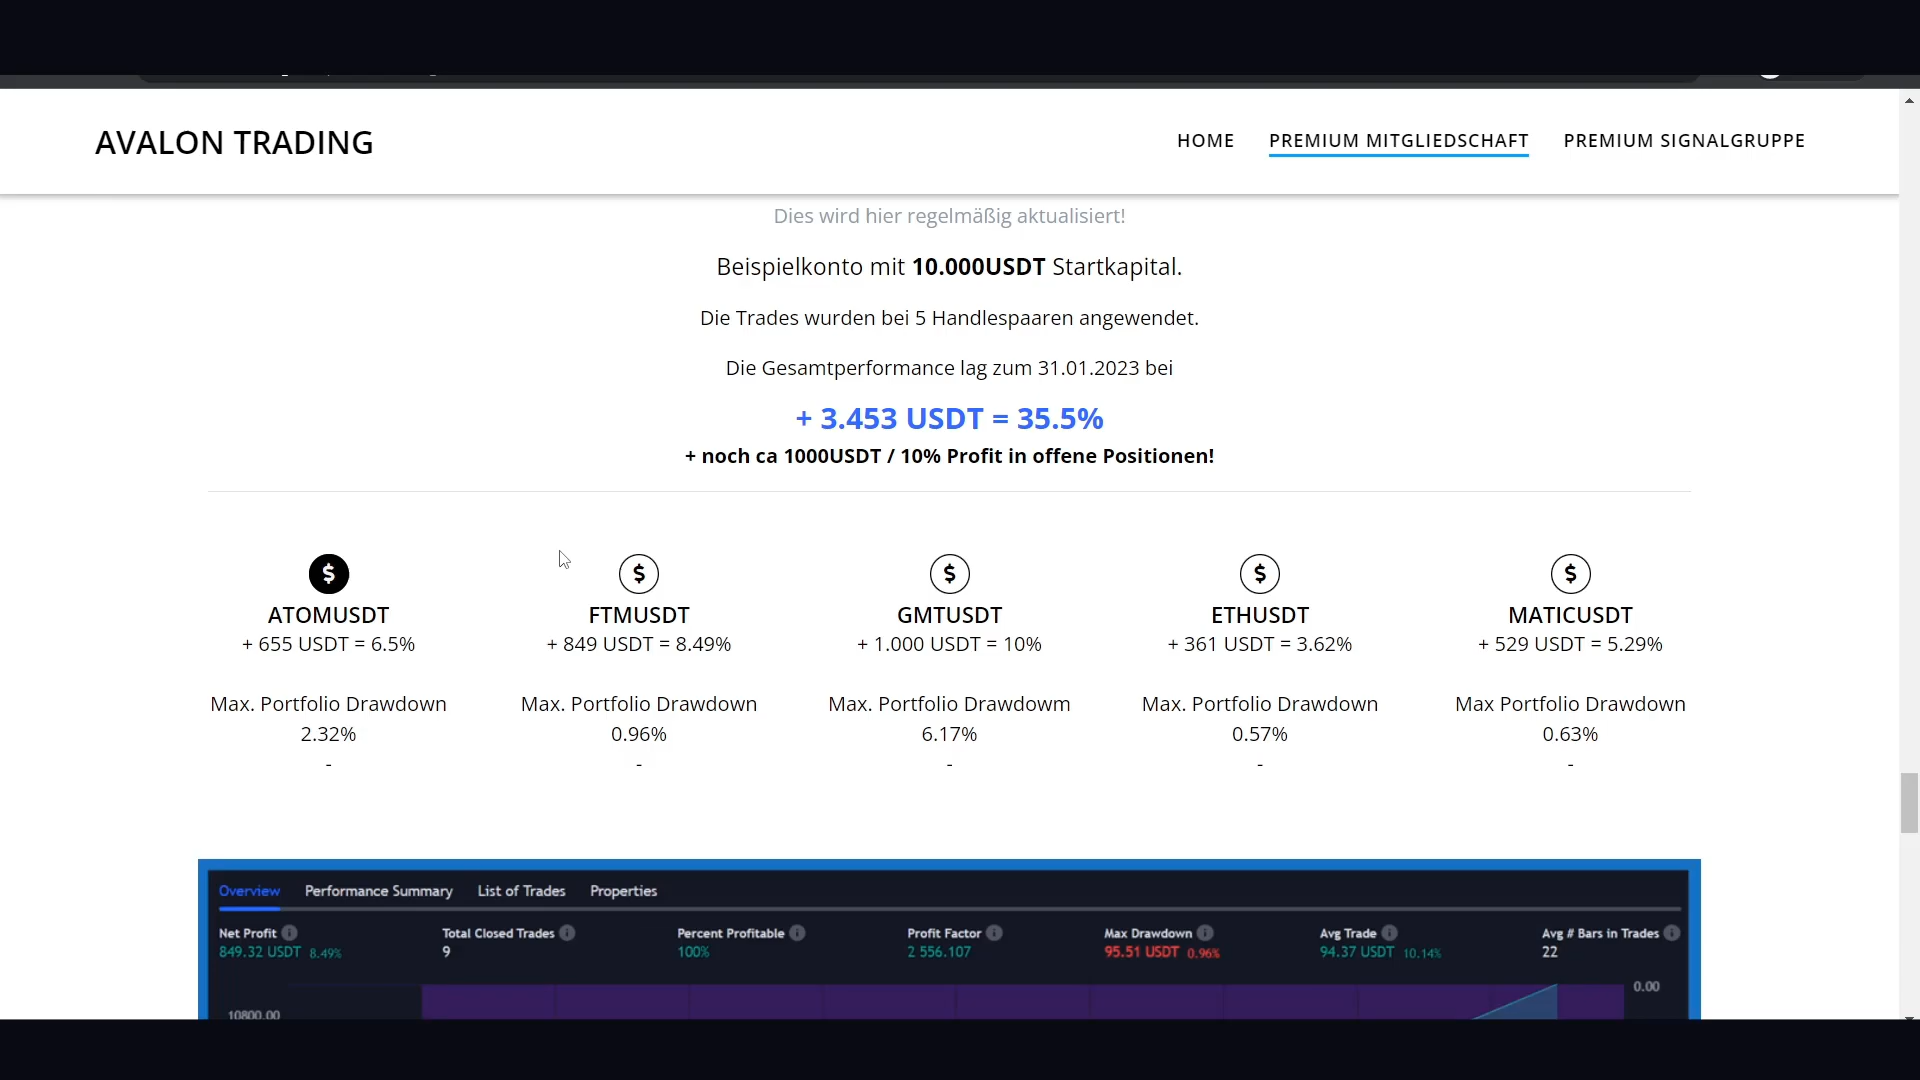 AVALON TRADING
HOME PREMIUM MITGLIEDSCHAFT PREMIUM SIGNALGRUPPE
Dies wird hier regelmäßig aktualisiert!
Beispielkonto mit 10.000USDT Startkapital.
Die Trades wurden bei 5 Handlespaaren angewendet.
Die Gesamtperformance lag zum 31.01.2023 bei
+ 3.453 USDT = 35.5%
+ noch ca 1000USDT / 10% Profit in offene Positionen!
$ $ $ $ $
ATOMUSDT FTMUSDT GMTUSDT ETHUSDT MATICUSDT
+ 655 USDT = 6.5% + 849 USDT = 8.49% + 1.000 USDT = 10% + 361 USDT = 3.62% + 529 USDT = 5.29%
Max. Portfolio Drawdown Max. Portfolio Drawdown Max. Portfolio Drawdowm Max. Portfolio Drawdown Max Portfolio Drawdown
2.32% 0.96% 6.17% 0.57% 0.63%
- - - - -
Overview Performance Summary List of Trades Properties
Net Profit Total Closed Trades Percent Profitable Profit Factor Max Drawdown Avg Trade Avg # Bars in Trades
849.32 USDT 8.49% 9 100% 2 556.107 95.51 USDT 0.96% 94.37 USDT 10.14% 22
0.00
10800.00